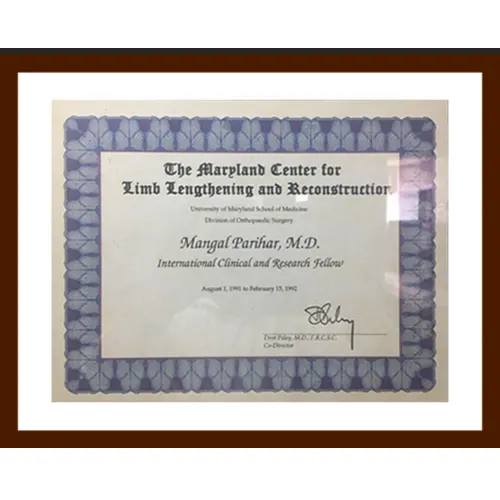 The Maryland Center for
Limb Lengthening and Reconstruction
University of Maryland School of Medicine
Division of Orthopaedic Surgery
Mangal Parihar, M.D.
International Clinical and Research Fellow
August 1, 1991 to February 15, 1992
Dror Paley, M.D., F.R.C.S.C.
Co-Director